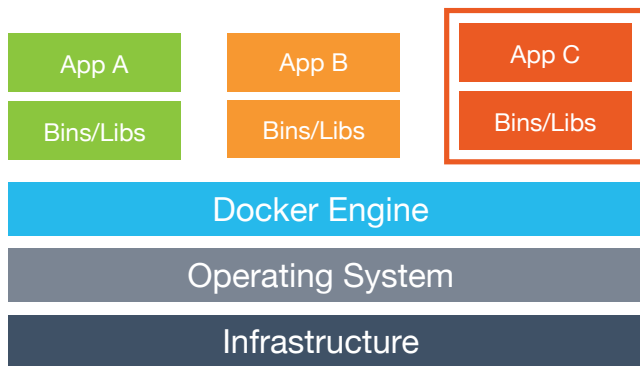 App A
App B
App C
Bins/Libs
Bins/Libs
Bins/Libs
Docker Engine
Operating System
Infrastructure